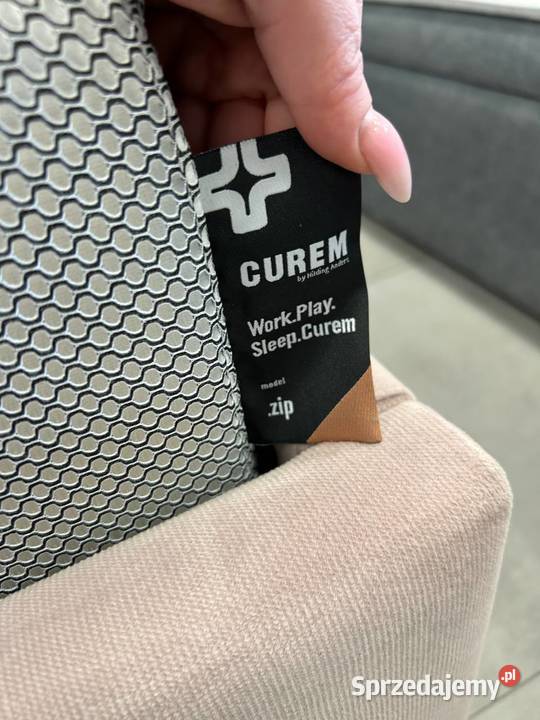 CUREM
by Hilding Anders
Work.Play.
Sleep.Curem
model
.zip
Sprzedajemy.pl